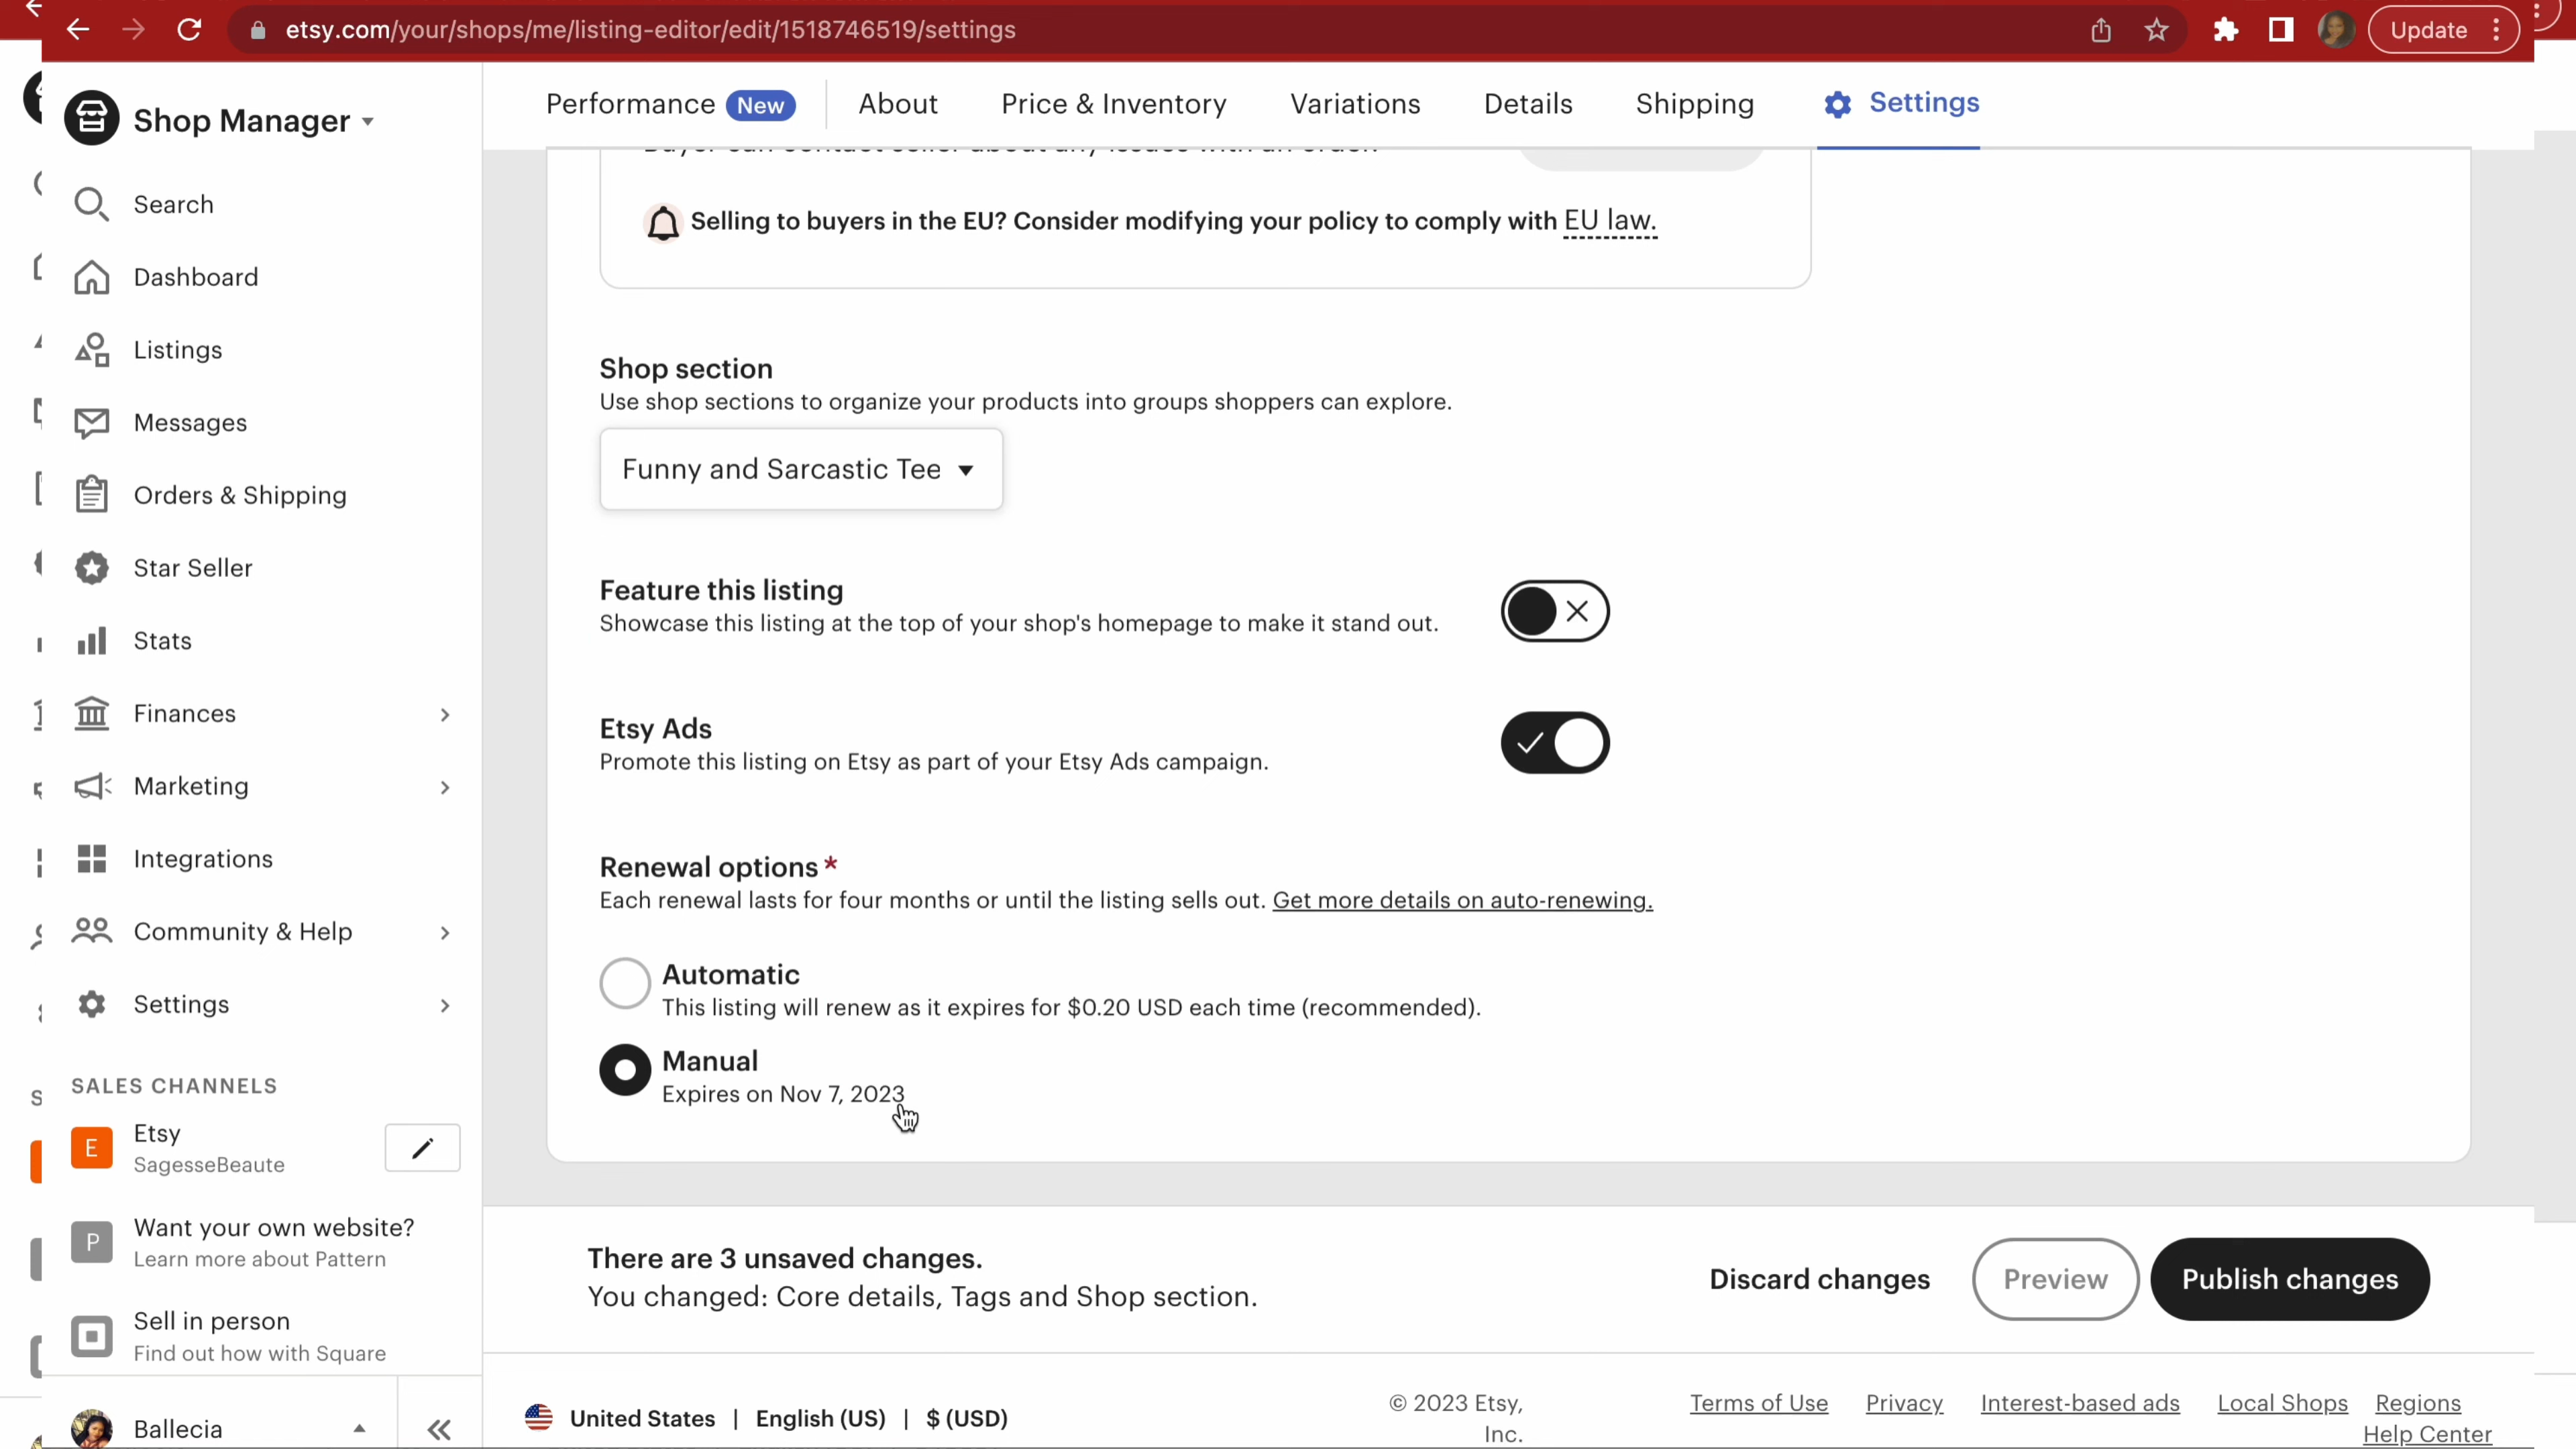 etsy.com/your/shops/me/listing-editor/edit/1518746519/settings
Update
Shop Manager
Performance New
About
Price & Inventory
Variations
Details
Shipping
Settings
Search
Dashboard
Listings
Messages
Orders & Shipping
Star Seller
Stats
Finances
Marketing
Integrations
Community & Help
Settings
SALES CHANNELS
E
Etsy
SagesseBeaute
P
Want your own website?
Learn more about Pattern
Sell in person
Find out how with Square
Ballecia
Buyer can contact seller about any issues with an order.
Selling to buyers in the EU? Consider modifying your policy to comply with EU law.
Shop section
Use shop sections to organize your products into groups shoppers can explore.
Funny and Sarcastic Tee
Feature this listing
Showcase this listing at the top of your shop's homepage to make it stand out.
Etsy Ads
Promote this listing on Etsy as part of your Etsy Ads campaign.
Renewal options *
Each renewal lasts for four months or until the listing sells out. Get more details on auto-renewing.
Automatic
This listing will renew as it expires for $0.20 USD each time (recommended).
Manual
Expires on Nov 7, 2023
There are 3 unsaved changes.
You changed: Core details, Tags and Shop section.
Discard changes
Preview
Publish changes
United States | English (US) | $ (USD)
© 2023 Etsy,
Inc.
Terms of Use
Privacy
Interest-based ads
Local Shops
Regions
Help Center